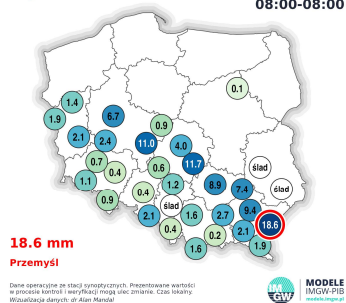 08:00-08:00
0.1
1.4
1.9
6.7
0.9
2.1
2.4
11.0
4.0
0.7
0.4
0.6
11.7
ślad
1.1
1.2
8.9
7.4
ślad
0.9
0.4
2.1
ślad
1.6
2.7
9.4
18.6
0.4
0.2
2.1
1.6
1.9
18.6 mm
Przemyśl
Dane operacyjne ze stacji synoptycznych. Prezentowane wartości
w procesie kontroli i weryfikacji mogą ulec zmianie. Czas lokalny.
Wizualizacja danych: dr Alan Mandal
IM
GW
MODELE
IMGW-PIB
modele.imgw.pl